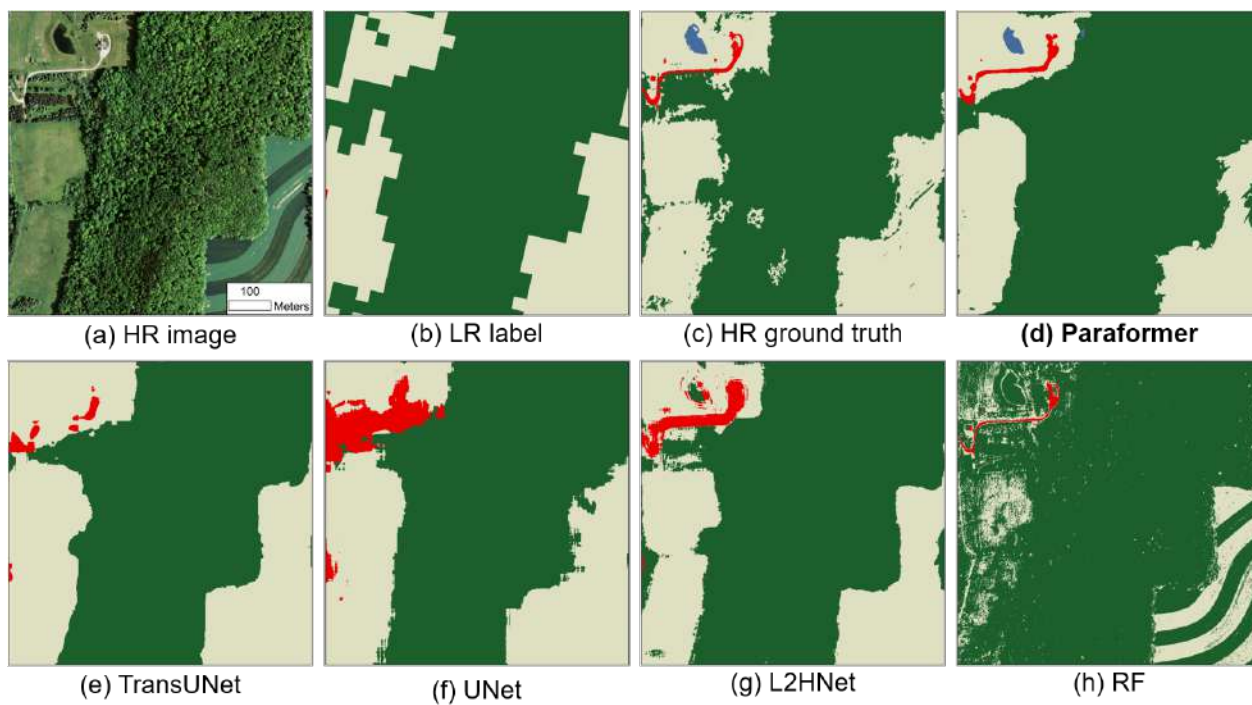 100
Meters
(a) HR image
(b) LR label
(c) HR ground truth
(d) Paraformer
(e) TransUNet
(f) UNet
(g) L2HNet
(h) RF